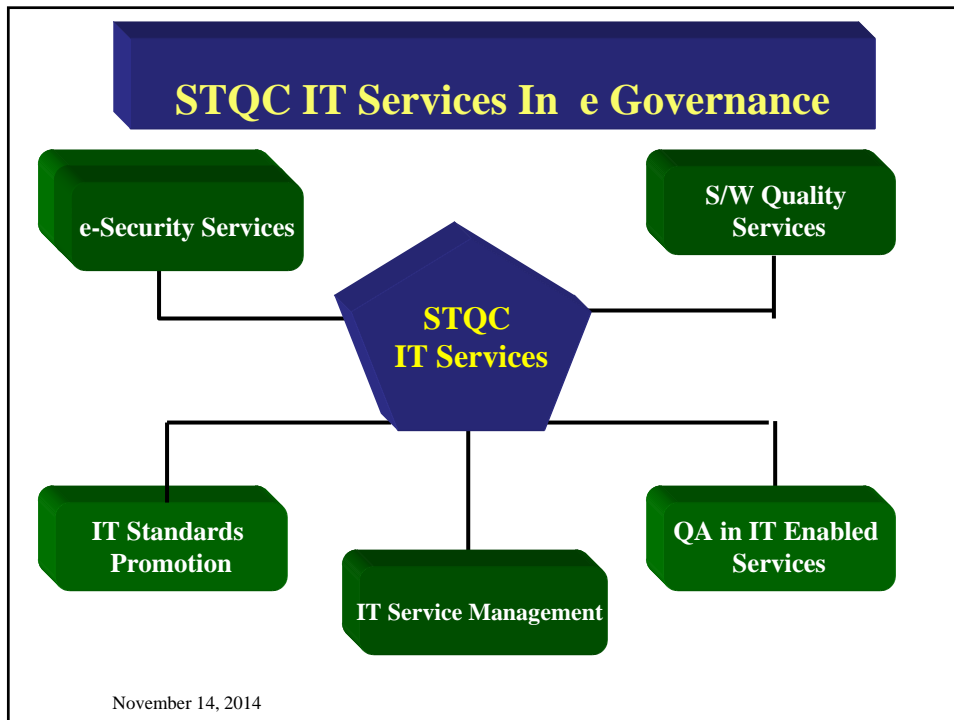 STQC IT Services In e Governance
e-Security Services
S/W Quality
Services
STQC
IT Services
IT Standards
Promotion
IT Service Management
QA in IT Enabled
Services
November 14, 2014